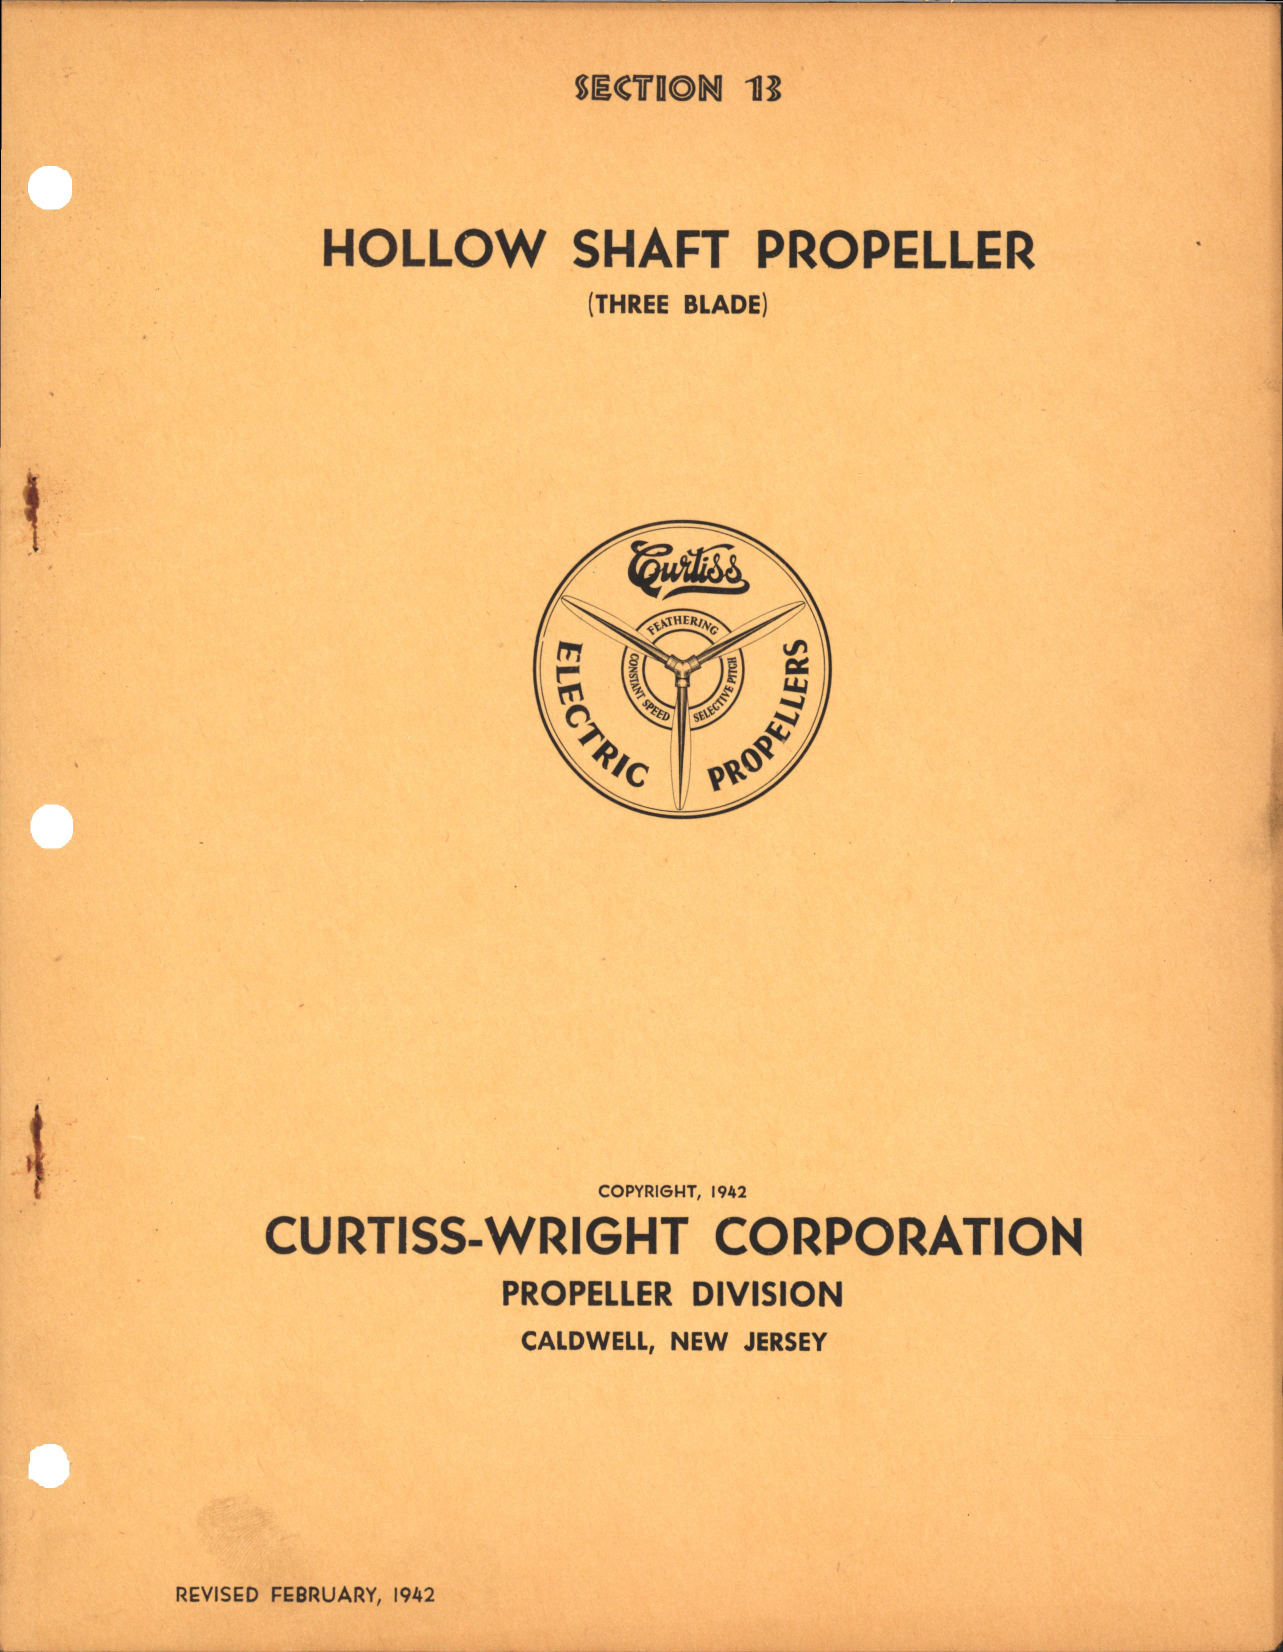 SECTION 13
HOLLOW SHAFT PROPELLER
(THREE BLADE)
Curtiss
FEATHERING
CONSTANT SPEED
SELECTIVE PITCH
ELECTRIC
PROPELLERS
COPYRIGHT, 1942
CURTISS-WRIGHT CORPORATION
PROPELLER DIVISION
CALDWELL, NEW JERSEY
REVISED FEBRUARY, 1942